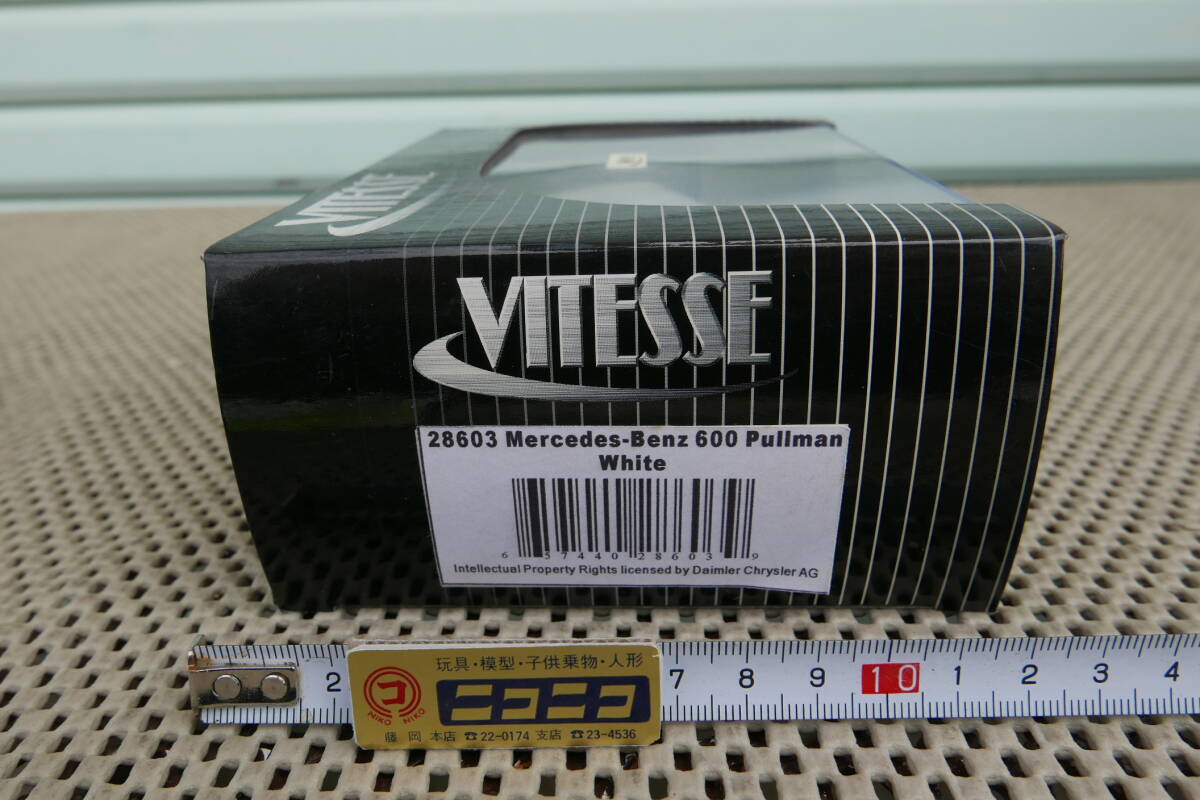 VITESSE
VITESSE
28603 Mercedes-Benz 600 Pullman
White
6 57440 28603 9
Intellectual Property Rights licensed by Daimler Chrysler AG
2 7 8 9 10 1 2 3 4
玩具・模型・子供乗物・人形
コ
NIKO NIKO
ニコニコ
藤岡 本店 ☎22-0174 支店 ☎23-4536